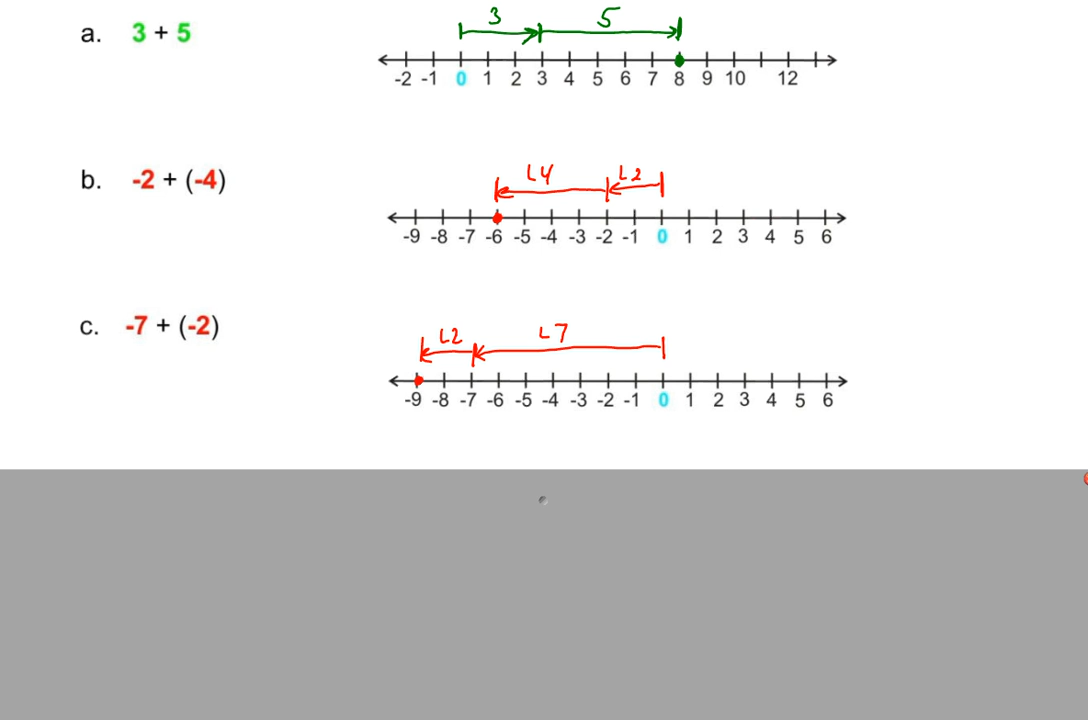 3 5
a. 3 + 5
-2 -1 0 1 2 3 4 5 6 7 8 9 10 12
L4 L2
b. -2 + (-4)
-9 -8 -7 -6 -5 -4 -3 -2 -1 0 1 2 3 4 5 6
L2 L7
c. -7 + (-2)
-9 -8 -7 -6 -5 -4 -3 -2 -1 0 1 2 3 4 5 6